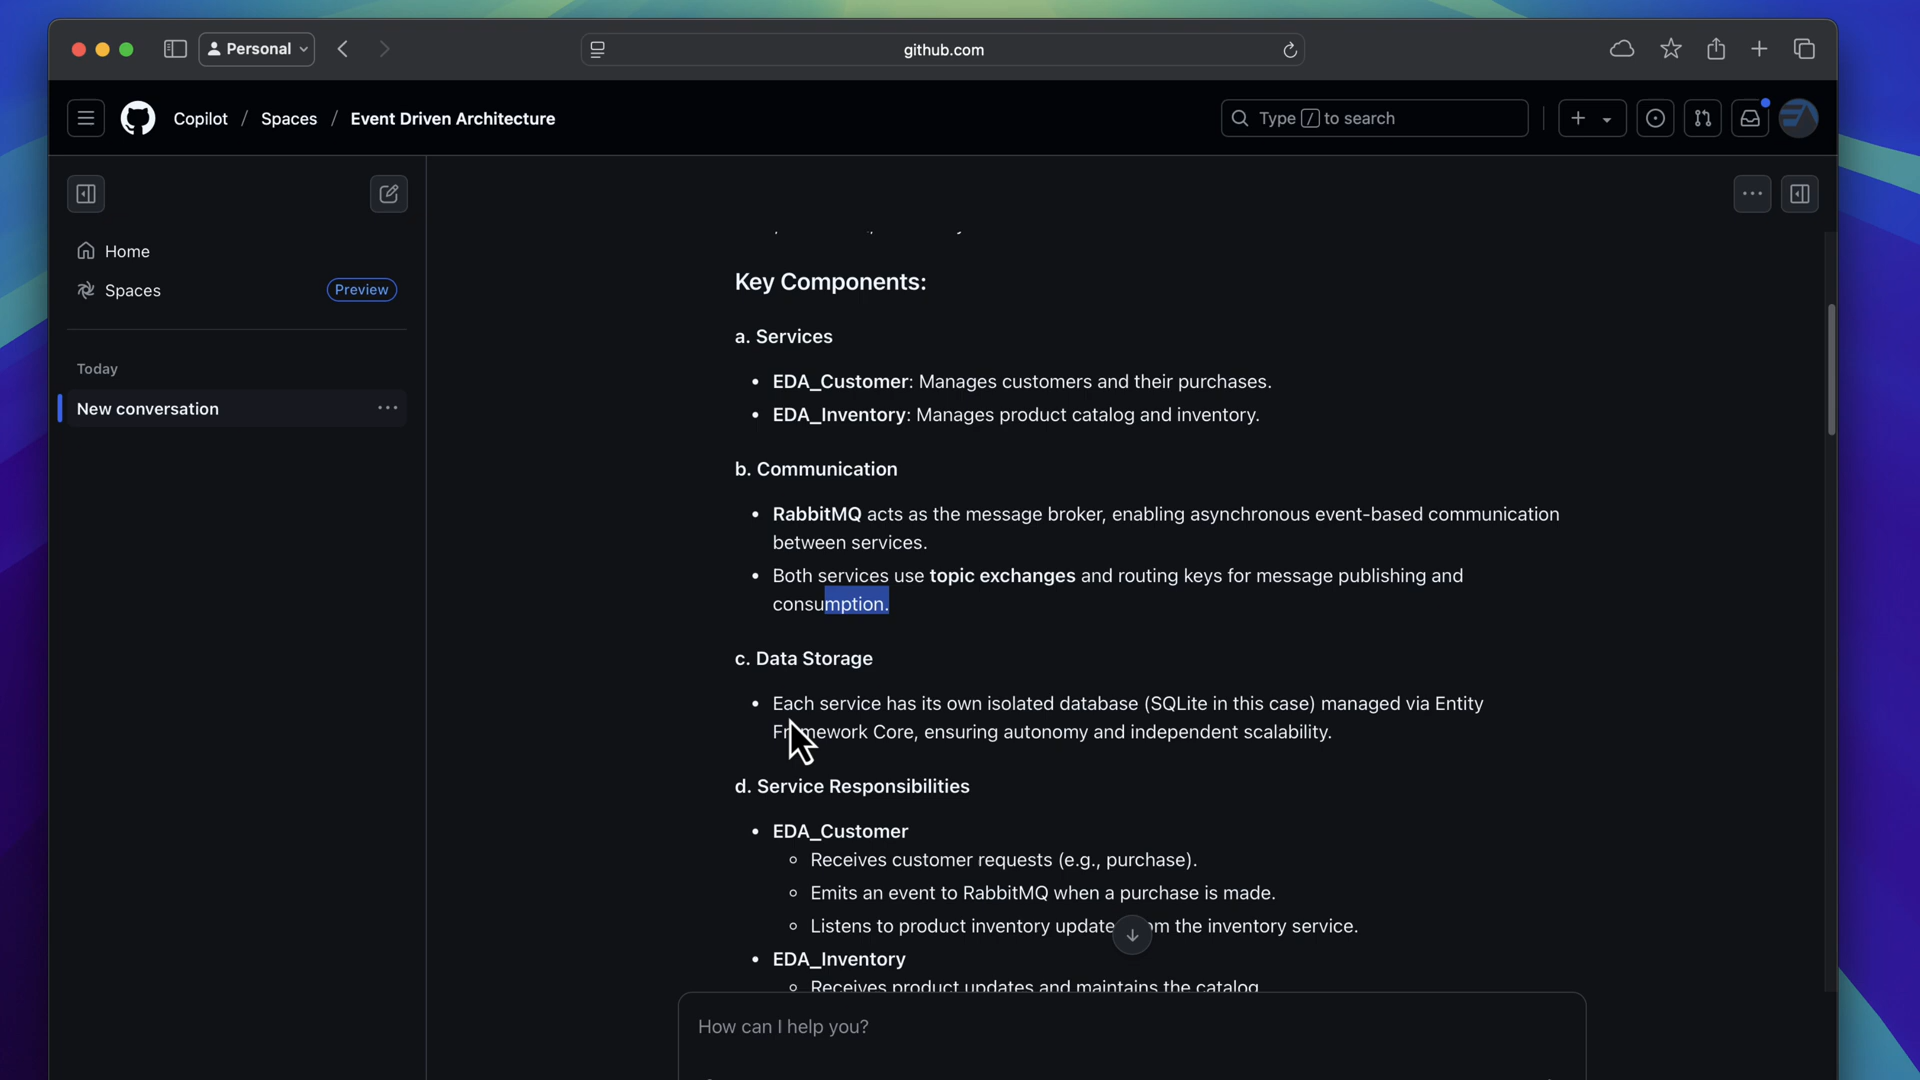 Personal
github.com
Copilot / Spaces / Event Driven Architecture
Type / to search
Home
Spaces
Preview
Today
New conversation
Key Components:
a. Services
• EDA_Customer: Manages customers and their purchases.
• EDA_Inventory: Manages product catalog and inventory.
b. Communication
• RabbitMQ acts as the message broker, enabling asynchronous event-based communication
between services.
• Both services use topic exchanges and routing keys for message publishing and
consumption.
c. Data Storage
• Each service has its own isolated database (SQLite in this case) managed via Entity
Framework Core, ensuring autonomy and independent scalability.
d. Service Responsibilities
• EDA_Customer
Receives customer requests (e.g., purchase).
Emits an event to RabbitMQ when a purchase is made.
Listens to product inventory updates from the inventory service.
• EDA_Inventory
Receives product updates and maintains the catalog
How can I help you?